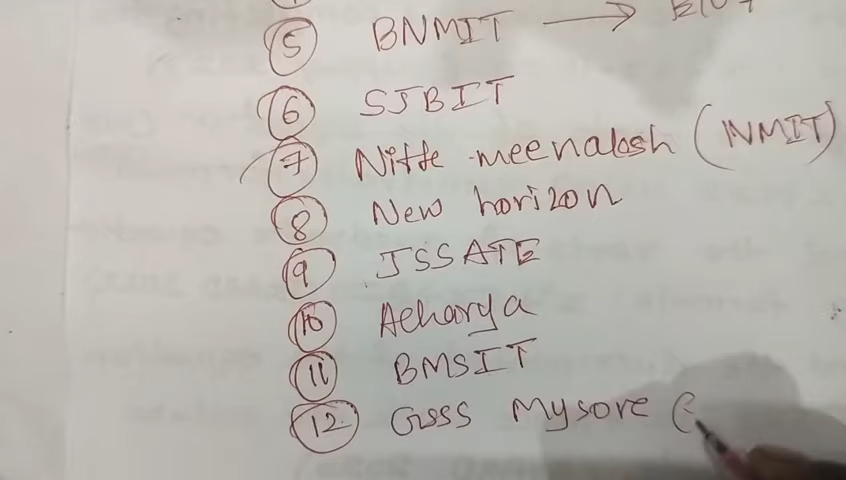 5 BNMIT →
6 SJBIT
7 Nitte meenaksh (NMIT)
8 New horizon
9 JSSATE
10 Acharya
11 BMSIT
12. GSSS Mysore (